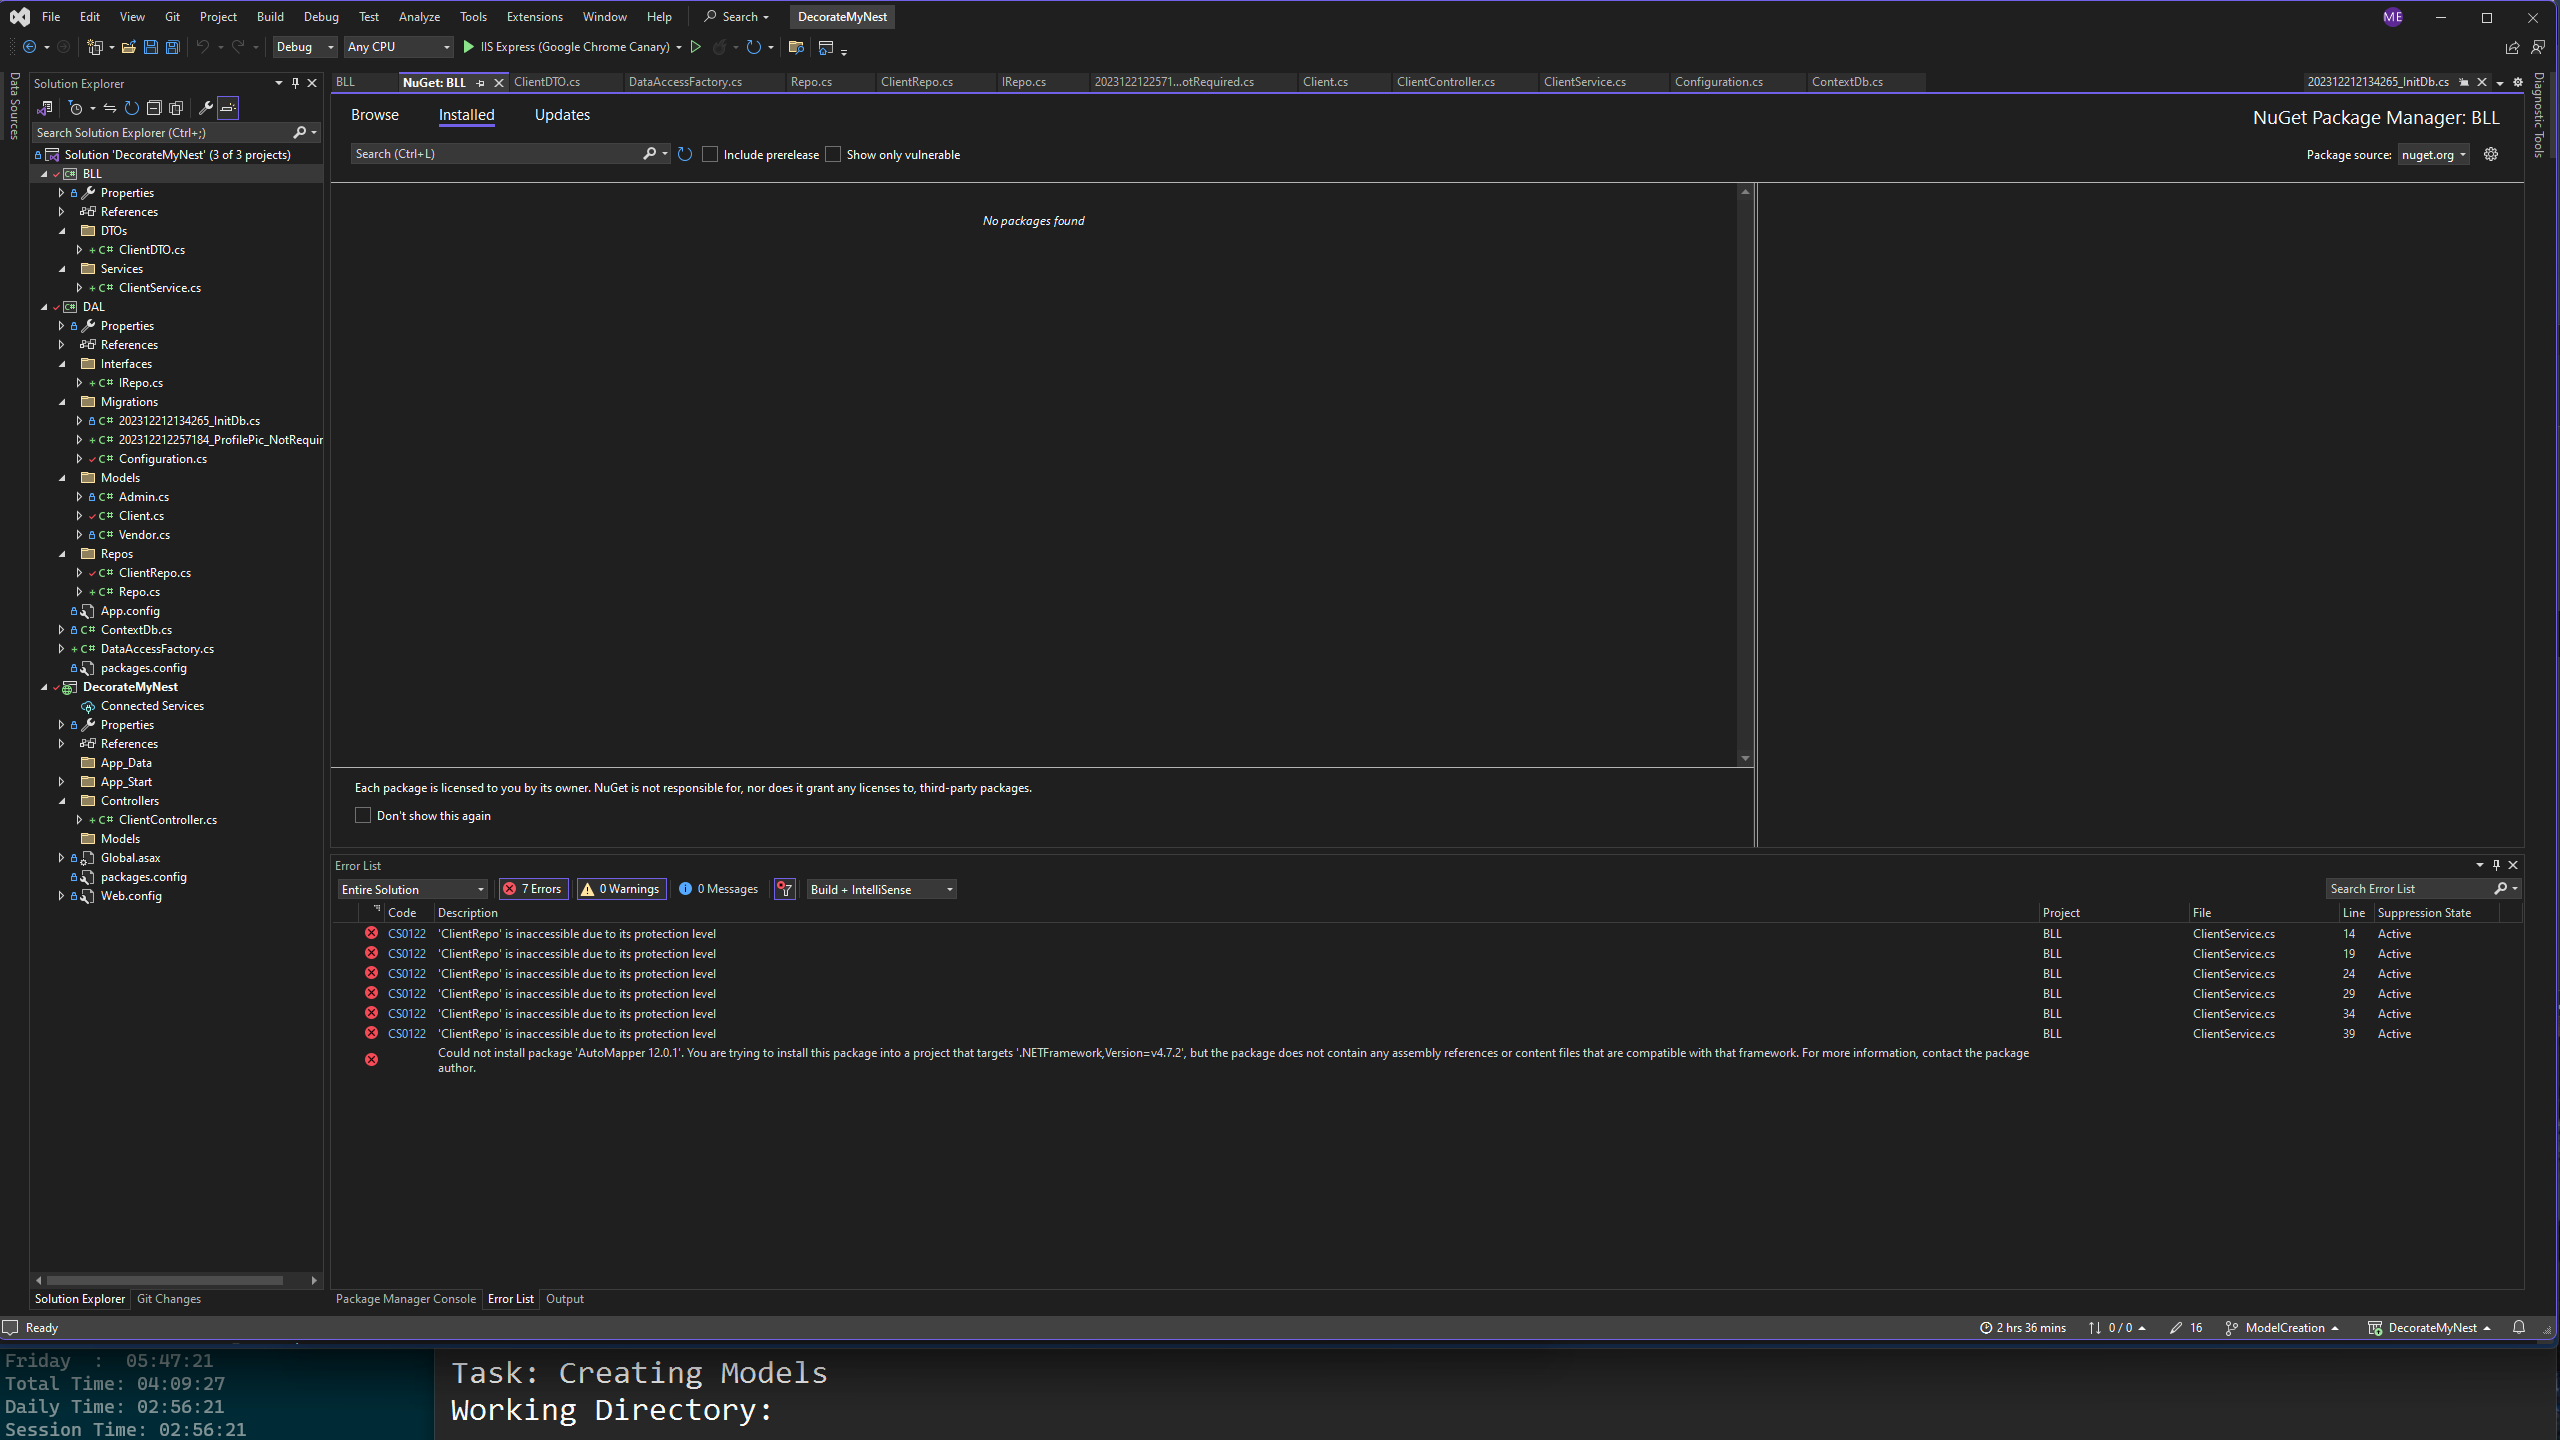 File Edit View Git Project Build Debug Test Analyze Tools Extensions Window Help Search DecorateMyNest ME
Debug Any CPU IIS Express (Google Chrome Canary)
Data Sources
Solution Explorer
Search Solution Explorer (Ctrl+;)
Solution 'DecorateMyNest' (3 of 3 projects)
BLL
Properties
References
DTOs
C# ClientDTO.cs
Services
C# ClientService.cs
DAL
Properties
References
Interfaces
C# IRepo.cs
Migrations
C# 202312212134265_InitDb.cs
C# 202312212257184_ProfilePic_NotRequir
C# Configuration.cs
Models
C# Admin.cs
C# Client.cs
C# Vendor.cs
Repos
C# ClientRepo.cs
C# Repo.cs
App.config
C# ContextDb.cs
C# DataAccessFactory.cs
packages.config
DecorateMyNest
Connected Services
Properties
References
App_Data
App_Start
Controllers
C# ClientController.cs
Models
Global.asax
packages.config
Web.config
Solution Explorer Git Changes
BLL NuGet: BLL ClientDTO.cs DataAccessFactory.cs Repo.cs ClientRepo.cs IRepo.cs 2023122122571...otRequired.cs Client.cs ClientController.cs ClientService.cs Configuration.cs ContextDb.cs 202312212134265_InitDb.cs
Browse Installed Updates NuGet Package Manager: BLL
Search (Ctrl+L) Include prerelease Show only vulnerable Package source: nuget.org
No packages found
Each package is licensed to you by its owner. NuGet is not responsible for, nor does it grant any licenses to, third-party packages.
Don't show this again
Diagnostic Tools
Error List
Entire Solution 7 Errors 0 Warnings 0 Messages Build + IntelliSense Search Error List
Code Description Project File Line Suppression State
CS0122 'ClientRepo' is inaccessible due to its protection level BLL ClientService.cs 14 Active
CS0122 'ClientRepo' is inaccessible due to its protection level BLL ClientService.cs 19 Active
CS0122 'ClientRepo' is inaccessible due to its protection level BLL ClientService.cs 24 Active
CS0122 'ClientRepo' is inaccessible due to its protection level BLL ClientService.cs 29 Active
CS0122 'ClientRepo' is inaccessible due to its protection level BLL ClientService.cs 34 Active
CS0122 'ClientRepo' is inaccessible due to its protection level BLL ClientService.cs 39 Active
Could not install package 'AutoMapper 12.0.1'. You are trying to install this package into a project that targets '.NETFramework,Version=v4.7.2', but the package does not contain any assembly references or content files that are compatible with that framework. For more information, contact the package
author.
Package Manager Console Error List Output
Ready 2 hrs 36 mins 0 / 0 16 ModelCreation DecorateMyNest
Friday : 05:47:21
Total Time: 04:09:27
Daily Time: 02:56:21
Session Time: 02:56:21
Task: Creating Models
Working Directory: